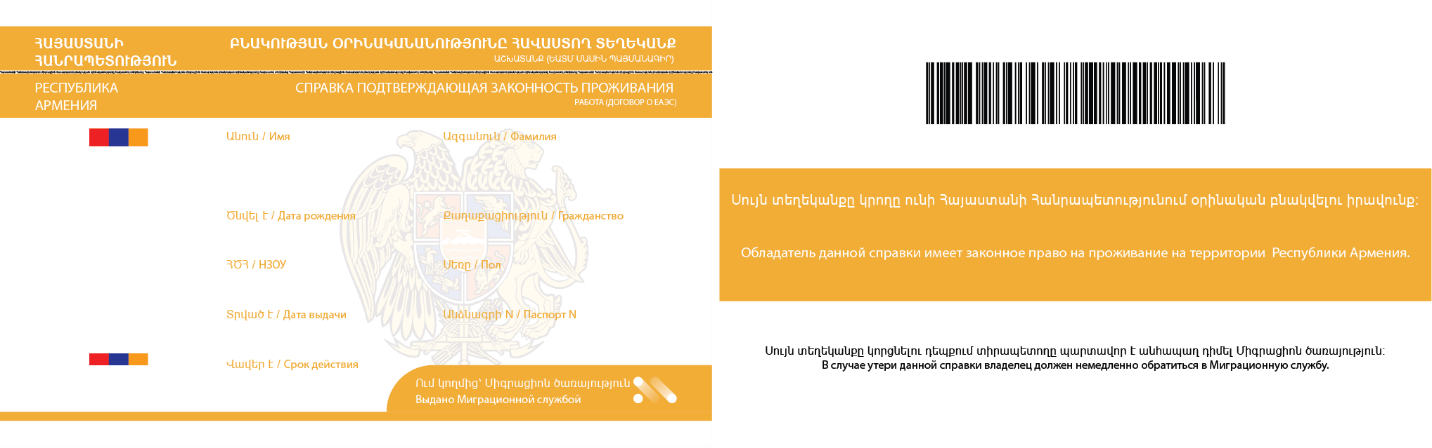 ՀԱՅԱՍՏԱՆԻ
ՀԱՆՐԱՊԵՏՈՒԹՅՈՒՆ
ԲՆԱԿՈՒԹՅԱՆ ՕՐԻՆԱԿԱՆԱՆՈՒԹՅՈՒՆԸ ՀԱՎԱՍՏՈՂ ՏԵՂԵԿԱՆՔ
ԱՇԽԱՏԱՆՔ (ԵԱՏՄ ՄԱՍԻՆ ՊԱՅՄԱՆԱԳԻՐ)
РЕСПУБЛИКА
АРМЕНИЯ
СПРАВКА ПОДТВЕРЖДАЮЩАЯ ЗАКОННОСТЬ ПРОЖИВАНИЯ
РАБОТА (ДОГОВОР О ЕАЭС)
Անուն / Имя
Ազգանուն / Фамилия
Ծնվել է / Дата рождения
Քաղաքացիություն / Гражданство
ՀԾՀ / НЗОУ
Սեռը / Пол
Տրված է / Дата выдачи
Անձնագրի N / Паспорт N
Վավեր է / Срок действия
Ում կողմից՝ Միգրացիոն ծառայություն
Выдано Миграционной службой
Սույն տեղեկանքը կրողը ունի Հայաստանի Հանրապետությունում օրինական բնակվելու իրավունք:
Обладатель данной справки имеет законное право на проживание на территории Республики Армения.
Սույն տեղեկանքը կորցնելու դեպքում տիրապետողը պարտավոր է անհապաղ դիմել Միգրացիոն ծառայություն:
В случае утери данной справки владелец должен немедленно обратиться в Миграционную службу.